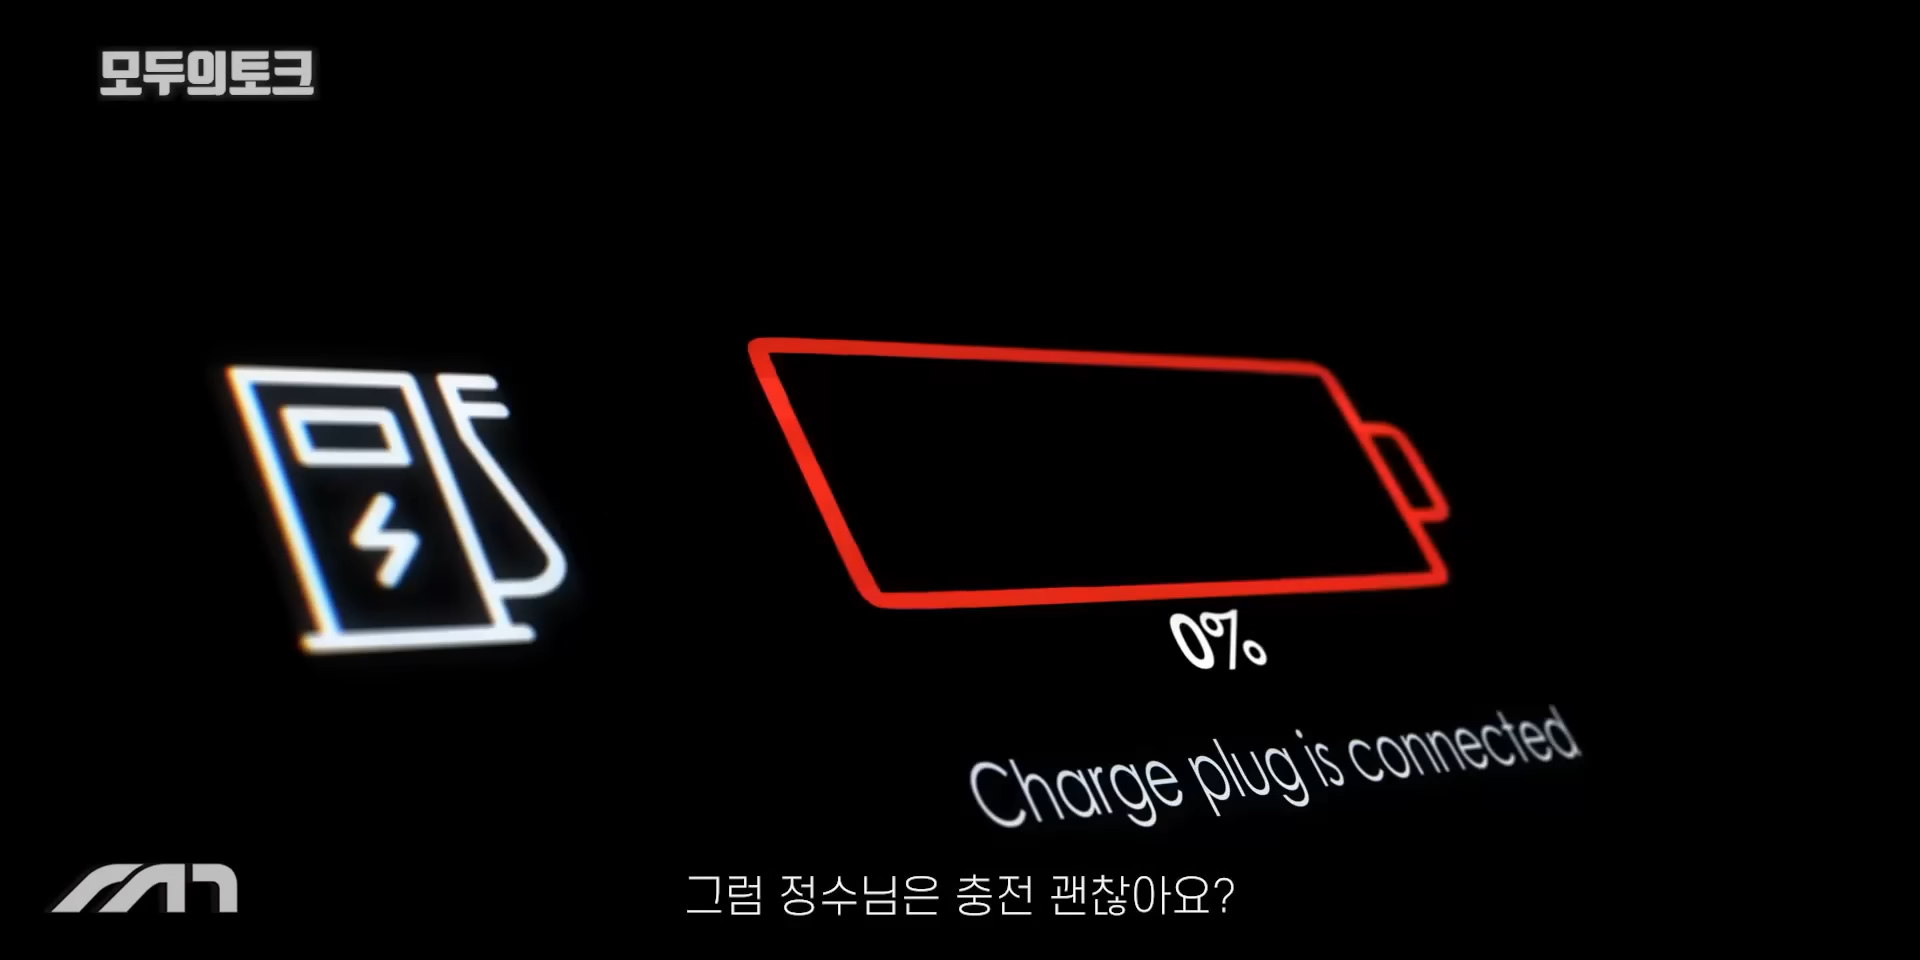 모두의토크
0%
Charge plug is connected
그럼 정수님은 충전 괜찮아요?